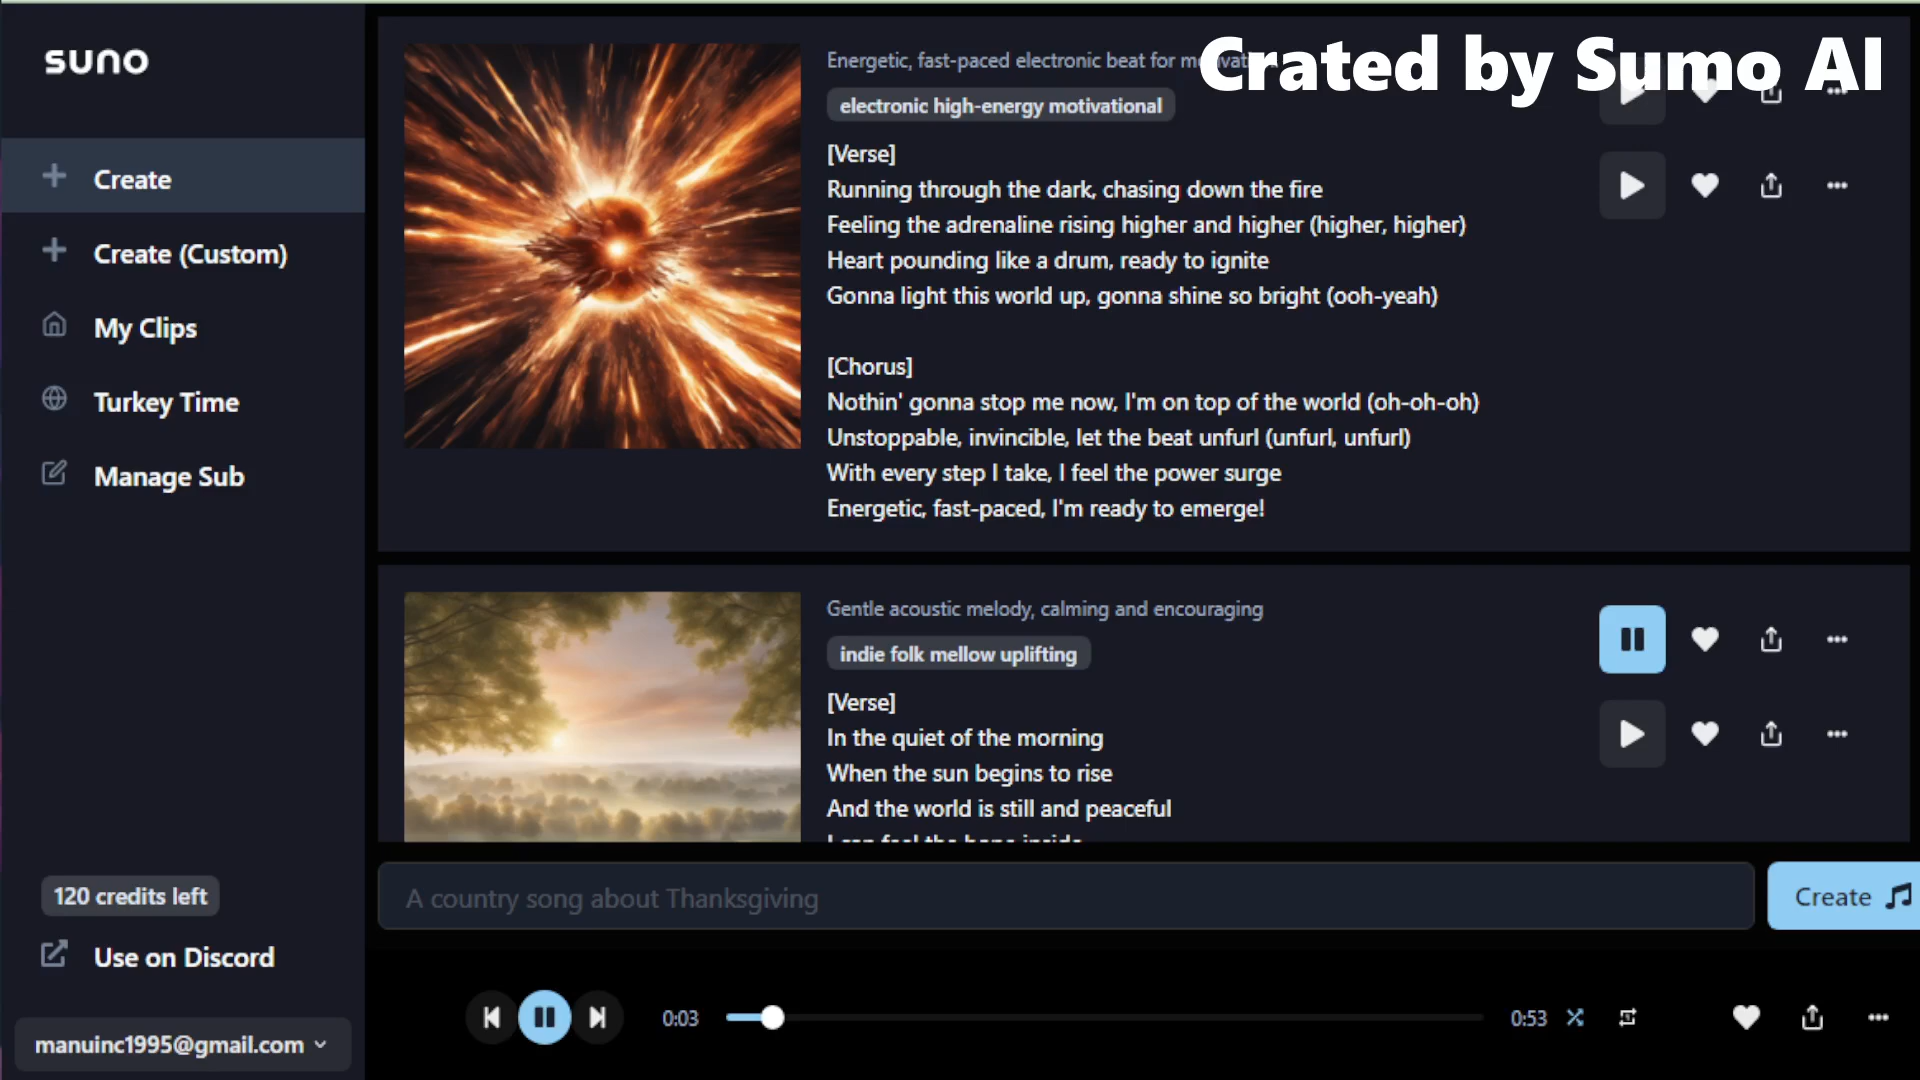 suno
Create
Create (Custom)
My Clips
Turkey Time
Manage Sub
120 credits left
Use on Discord
manuinc1995@gmail.com
Crated by Sumo AI
Energetic, fast-paced electronic beat for
electronic high-energy motivational
[Verse]
Running through the dark, chasing down the fire
Feeling the adrenaline rising higher and higher (higher, higher)
Heart pounding like a drum, ready to ignite
Gonna light this world up, gonna shine so bright (ooh-yeah)
[Chorus]
Nothin' gonna stop me now, I'm on top of the world (oh-oh-oh)
Unstoppable, invincible, let the beat unfurl (unfurl, unfurl)
With every step I take, I feel the power surge
Energetic, fast-paced, I'm ready to emerge!
Gentle acoustic melody, calming and encouraging
indie folk mellow uplifting
[Verse]
In the quiet of the morning
When the sun begins to rise
And the world is still and peaceful
I can feel the hope inside
A country song about Thanksgiving
Create
0:03
0:53